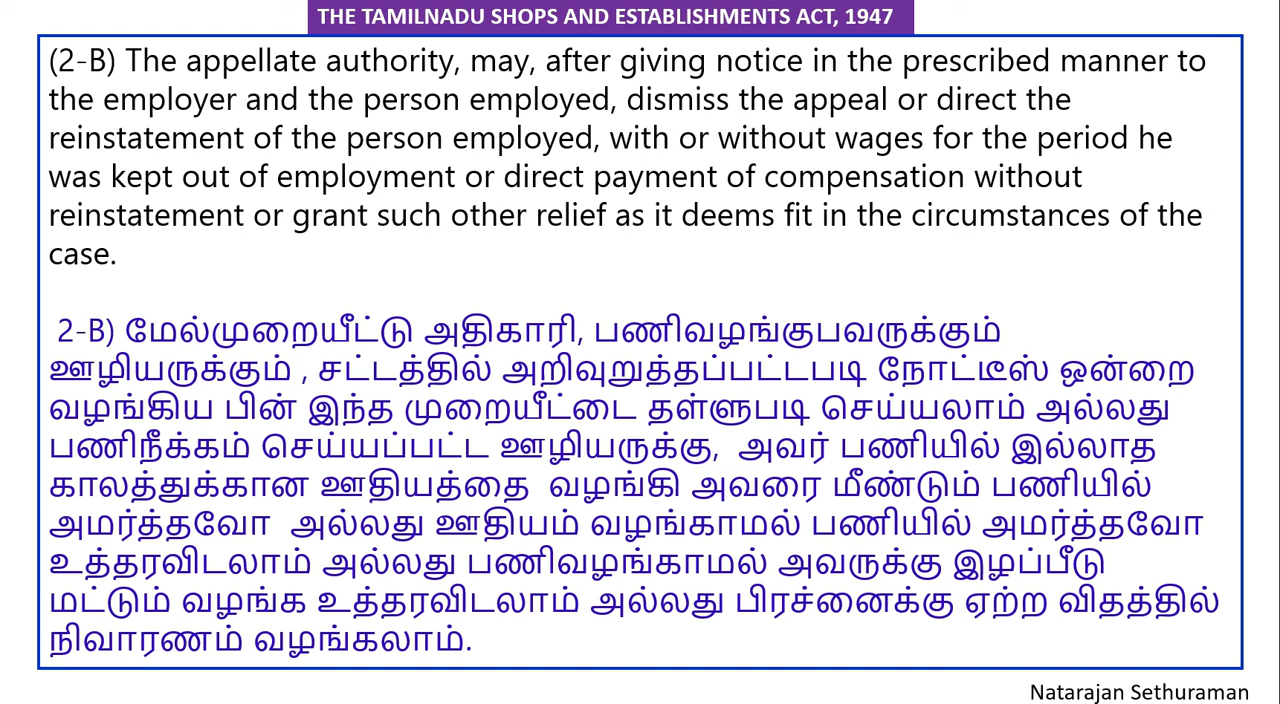 THE TAMILNADU SHOPS AND ESTABLISHMENTS ACT, 1947
(2-B) The appellate authority, may, after giving notice in the prescribed manner to
the employer and the person employed, dismiss the appeal or direct the
reinstatement of the person employed, with or without wages for the period he
was kept out of employment or direct payment of compensation without
reinstatement or grant such other relief as it deems fit in the circumstances of the
case.
2-B) மேல்முறையீட்டு அதிகாரி, பணிவழங்குபவருக்கும்
ஊழியருக்கும் , சட்டத்தில் அறிவுறுத்தப்பட்டபடி நோட்டீஸ் ஒன்றை
வழங்கிய பின் இந்த முறையீட்டை தள்ளுபடி செய்யலாம் அல்லது
பணிநீக்கம் செய்யப்பட்ட ஊழியருக்கு, அவர் பணியில் இல்லாத
காலத்துக்கான ஊதியத்தை வழங்கி அவரை மீண்டும் பணியில்
அமர்த்தவோ அல்லது ஊதியம் வழங்காமல் பணியில் அமர்த்தவோ
உத்தரவிடலாம் அல்லது பணிவழங்காமல் அவருக்கு இழப்பீடு
மட்டும் வழங்க உத்தரவிடலாம் அல்லது பிரச்னைக்கு ஏற்ற விதத்தில்
நிவாரணம் வழங்கலாம்.
Natarajan Sethuraman